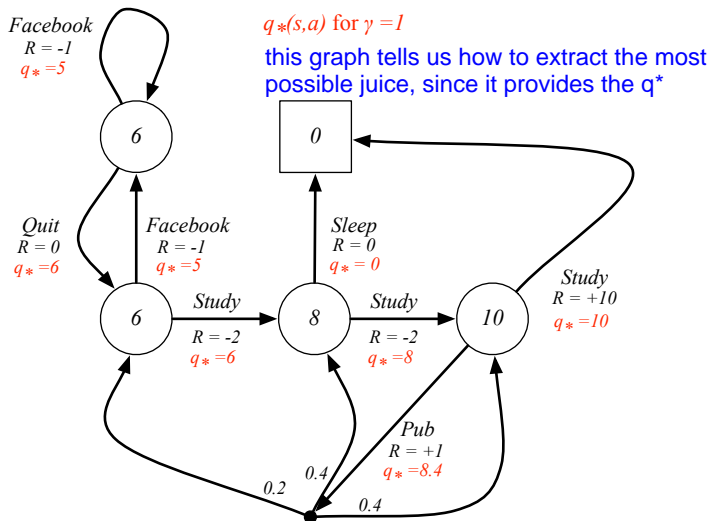 Facebook
R = -1
q* =5
q*(s,a) for γ =1
this graph tells us how to extract the most
possible juice, since it provides the q*
6
0
Quit
R = 0
q* =6
Facebook
R = -1
q* =5
Sleep
R = 0
q* = 0
Study
R = +10
q* =10
6
Study
R = -2
q* =6
8
Study
R = -2
q* =8
10
Pub
R = +1
q* =8.4
0.2
0.4
0.4